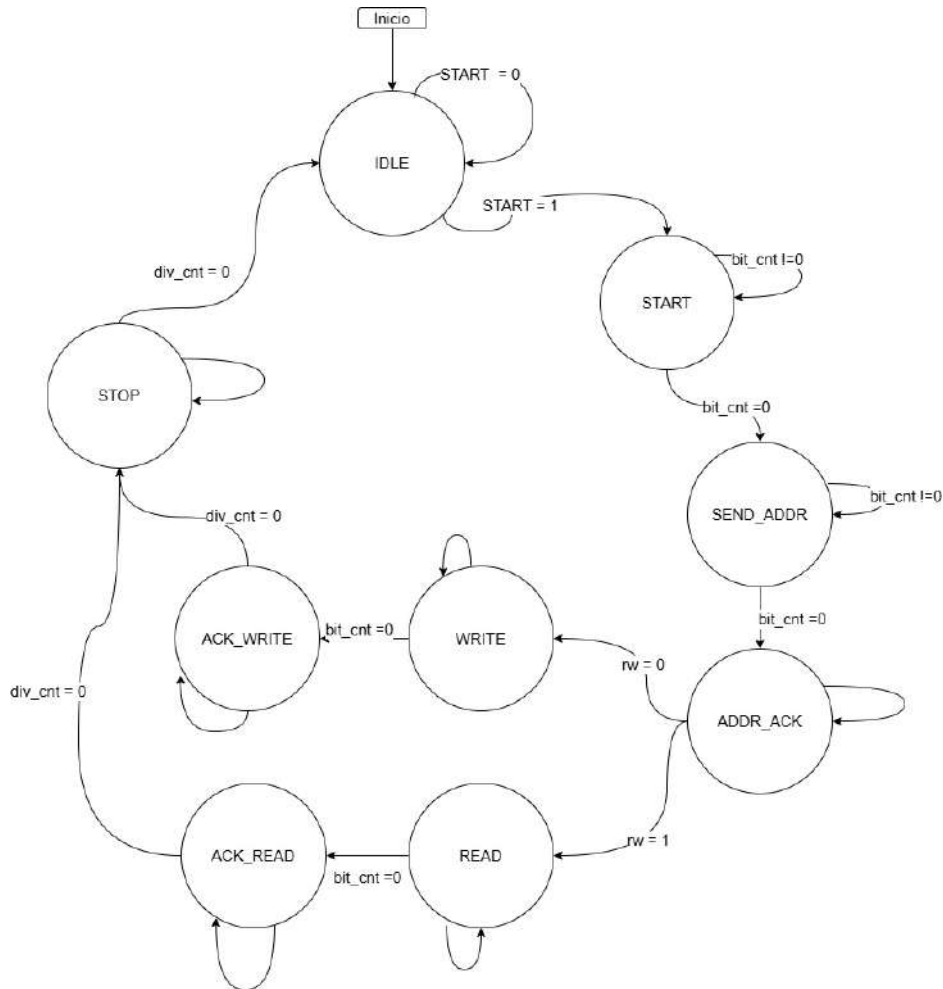 Inicio
START = 0
IDLE
START = 1
bit_cnt !=0
START
div_cnt = 0
STOP
bit_cnt =0
bit_cnt !=0
SEND_ADDR
div_cnt = 0
bit_cnt =0
ACK_WRITE
bit_cnt =0
WRITE
rw = 0
div_cnt = 0
ADDR_ACK
rw = 1
ACK_READ
READ
bit_cnt =0